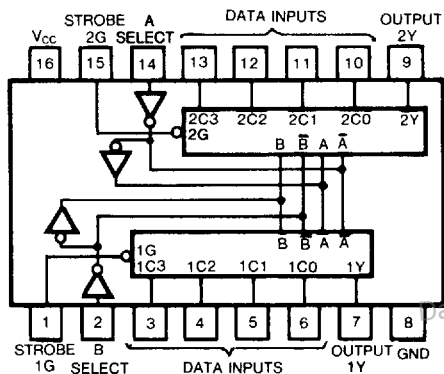 STROBE A DATA INPUTS OUTPUT
VCC 2G SELECT 2Y
16 15 14 13 12 11 10 9
2C3 2C2 2C1 2C0 2Y
2G
B B̅ A A̅
B B̅ A A̅
1G
1C3 1C2 1C1 1C0 1Y
1 2 3 4 5 6 7 8
STROBE B DATA INPUTS OUTPUT GND
1G SELECT 1Y